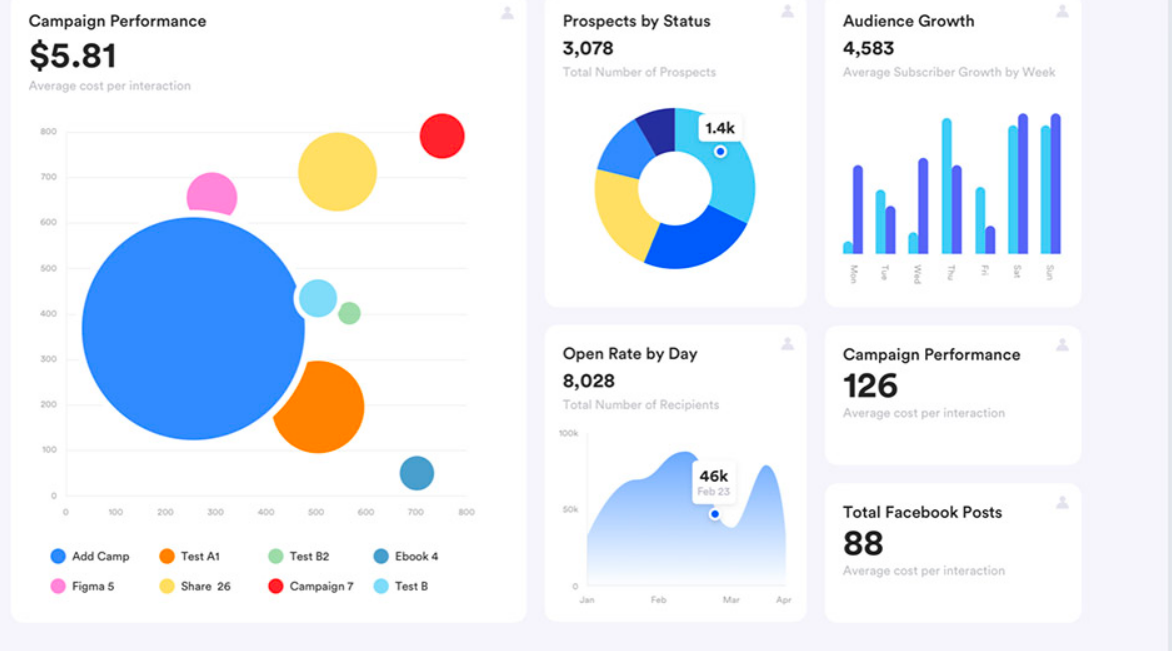 Campaign Performance
$5.81
Average cost per interaction
800
700
600
500
400
300
200
100
0
0 100 200 300 400 500 600 700 800
Add Camp Test A1 Test B2 Ebook 4
Figma 5 Share 26 Campaign 7 Test B
Prospects by Status
3,078
Total Number of Prospects
1.4k
Audience Growth
4,583
Average Subscriber Growth by Week
Mon Tue Wed Thu Fri Sat Sun
Open Rate by Day
8,028
Total Number of Recipients
100k
50k
0
46k
Feb 23
Jan Feb Mar Apr
Campaign Performance
126
Average cost per interaction
Total Facebook Posts
88
Average cost per interaction